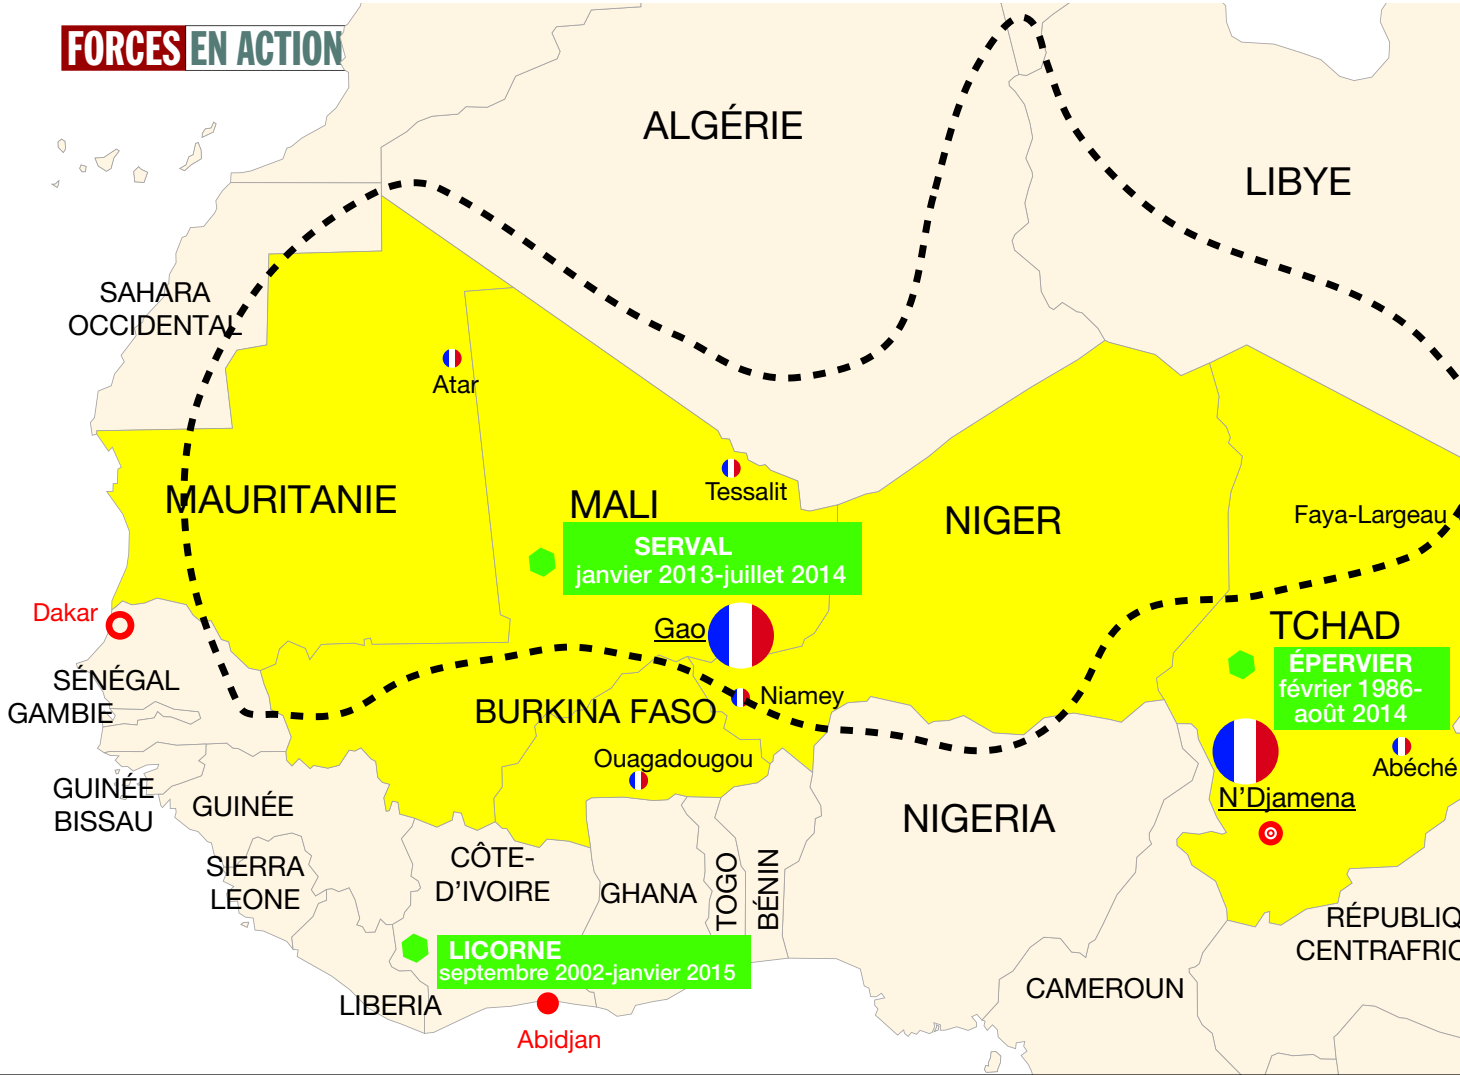 FORCES EN ACTION
ALGÉRIE
LIBYE
SAHARA
OCCIDENTAL
Atar
MAURITANIE
MALI
Tessalit
NIGER
Faya-Largeau
SERVAL
janvier 2013-juillet 2014
Dakar
Gao
TCHAD
ÉPERVIER
février 1986-
août 2014
SÉNÉGAL
GAMBIE
BURKINA FASO
Niamey
Ouagadougou
Abéché
N'Djamena
GUINÉE
BISSAU
GUINÉE
NIGERIA
SIERRA
LEONE
CÔTE-
D'IVOIRE
GHANA
TOGO
BÉNIN
RÉPUBLIQ
CENTRAFRIC
LICORNE
septembre 2002-janvier 2015
LIBERIA
CAMEROUN
Abidjan